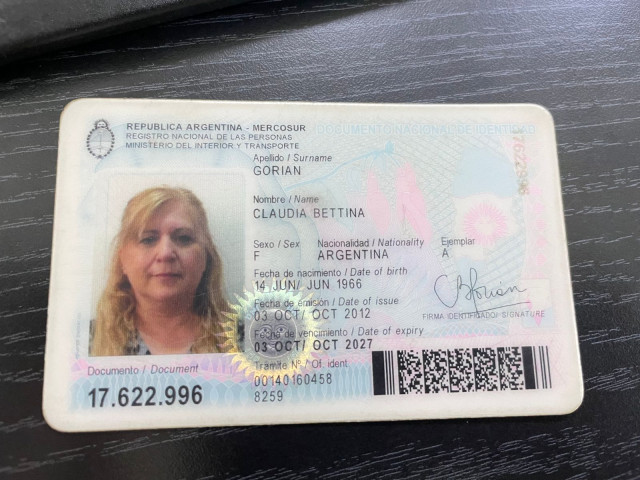 REPUBLICA ARGENTINA - MERCOSUR
REGISTRO NACIONAL DE LAS PERSONAS
MINISTERIO DEL INTERIOR Y TRANSPORTE
DOCUMENTO NACIONAL DE IDENTIDAD
Apellido / Surname
GORIAN
Nombre / Name
CLAUDIA BETTINA
Sexo / Sex Nacionalidad / Nationality Ejemplar
F ARGENTINA A
Fecha de nacimiento / Date of birth
14 JUN/ JUN 1966
Fecha de emisión / Date of issue
03 OCT/ OCT 2012
FIRMA IDENTIFICADO/ SIGNATURE
Fecha de vencimiento / Date of expiry
03 OCT/ OCT 2027
Tramite N° / Of. ident
00140160458
8259
Documento / Document
17.622.996